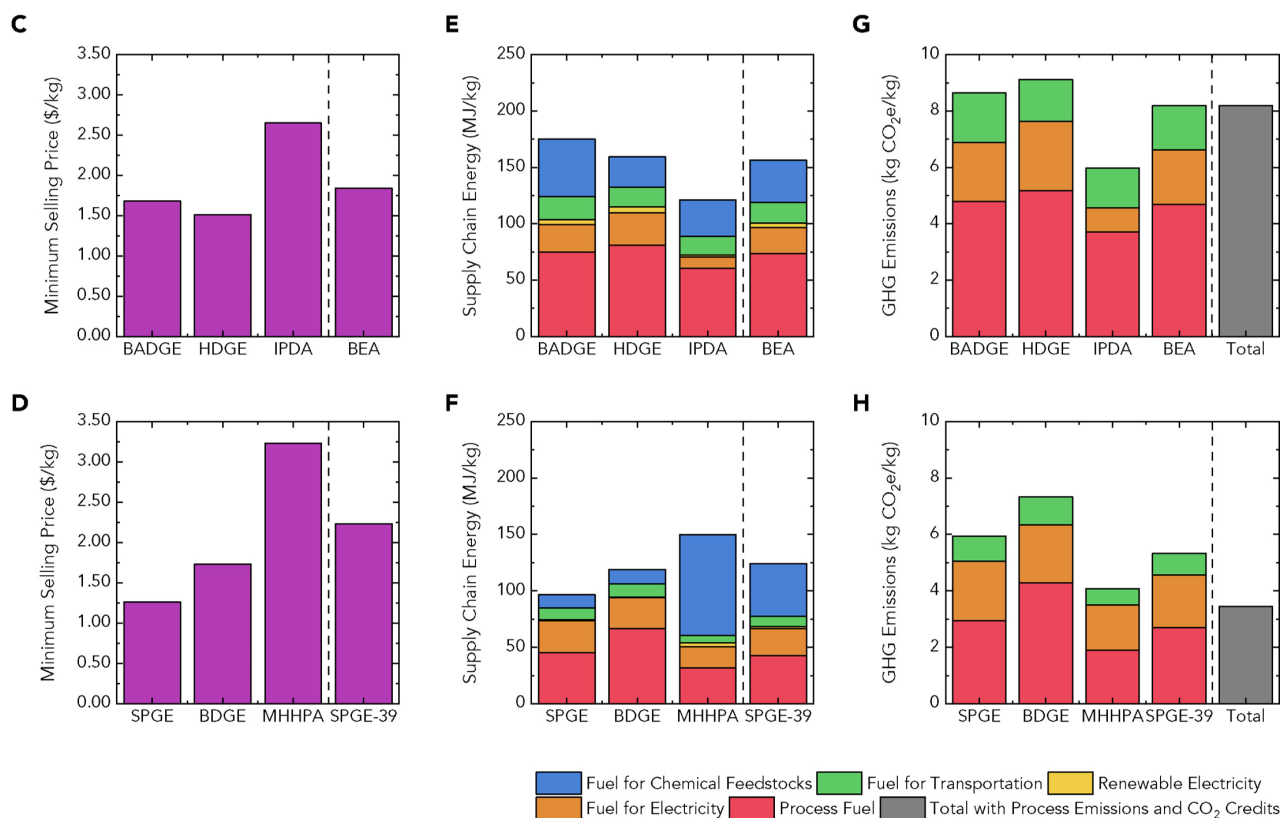 C
Minimum Selling Price ($/kg)
3.50
3.00
2.50
2.00
1.50
1.00
0.50
0.00
BADGE HDGE IPDA BEA
E
Supply Chain Energy (MJ/kg)
250
200
150
100
50
0
BADGE HDGE IPDA BEA
G
GHG Emissions (kg CO₂e/kg)
10
8
6
4
2
0
BADGE HDGE IPDA BEA Total
D
Minimum Selling Price ($/kg)
3.50
3.00
2.50
2.00
1.50
1.00
0.50
0.00
SPGE BDGE MHHPA SPGE-39
F
Supply Chain Energy (MJ/kg)
250
200
150
100
50
0
SPGE BDGE MHHPA SPGE-39
H
GHG Emissions (kg CO₂e/kg)
10
8
6
4
2
0
SPGE BDGE MHHPA SPGE-39 Total
Fuel for Chemical Feedstocks Fuel for Transportation Renewable Electricity
Fuel for Electricity Process Fuel Total with Process Emissions and CO₂ Credits